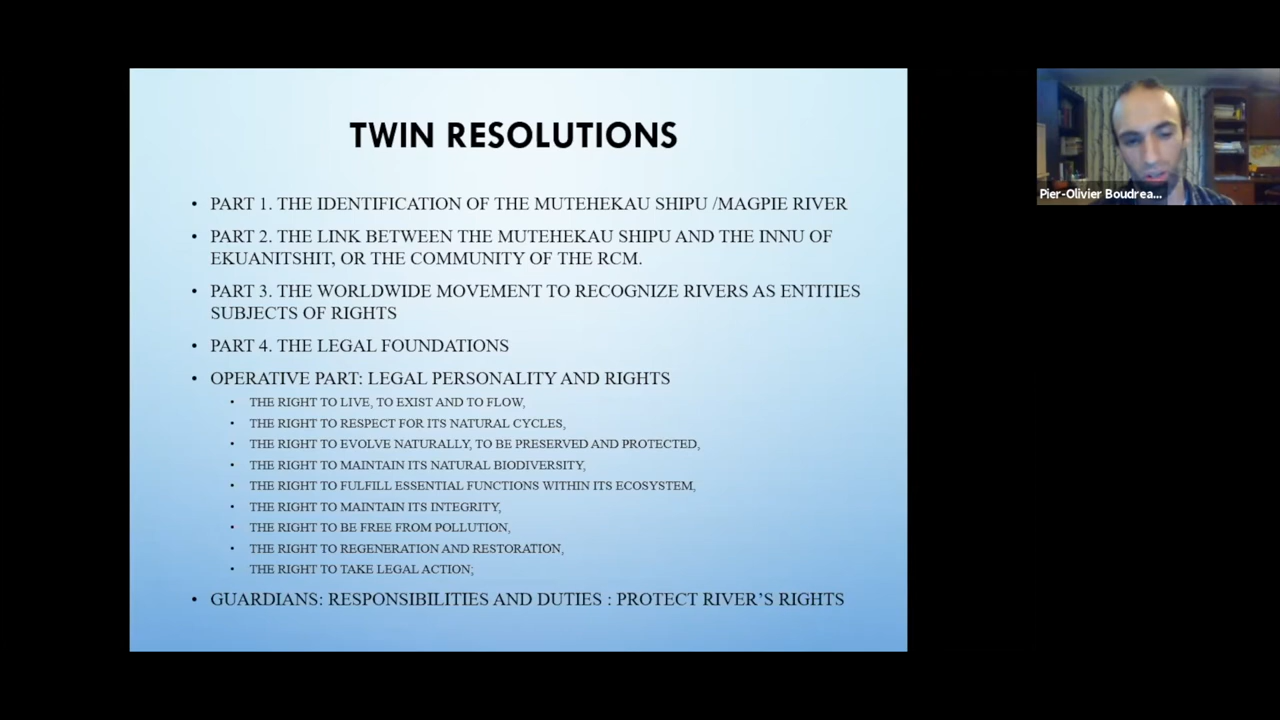 TWIN RESOLUTIONS
• PART 1. THE IDENTIFICATION OF THE MUTEHEKAU SHIPU /MAGPIE RIVER
• PART 2. THE LINK BETWEEN THE MUTEHEKAU SHIPU AND THE INNU OF
EKUANITSHIT, OR THE COMMUNITY OF THE RCM.
• PART 3. THE WORLDWIDE MOVEMENT TO RECOGNIZE RIVERS AS ENTITIES
SUBJECTS OF RIGHTS
• PART 4. THE LEGAL FOUNDATIONS
• OPERATIVE PART: LEGAL PERSONALITY AND RIGHTS
• THE RIGHT TO LIVE, TO EXIST AND TO FLOW,
• THE RIGHT TO RESPECT FOR ITS NATURAL CYCLES,
• THE RIGHT TO EVOLVE NATURALLY, TO BE PRESERVED AND PROTECTED,
• THE RIGHT TO MAINTAIN ITS NATURAL BIODIVERSITY,
• THE RIGHT TO FULFILL ESSENTIAL FUNCTIONS WITHIN ITS ECOSYSTEM,
• THE RIGHT TO MAINTAIN ITS INTEGRITY,
• THE RIGHT TO BE FREE FROM POLLUTION,
• THE RIGHT TO REGENERATION AND RESTORATION,
• THE RIGHT TO TAKE LEGAL ACTION;
• GUARDIANS: RESPONSIBILITIES AND DUTIES : PROTECT RIVER'S RIGHTS
Pier-Olivier Boudrea...